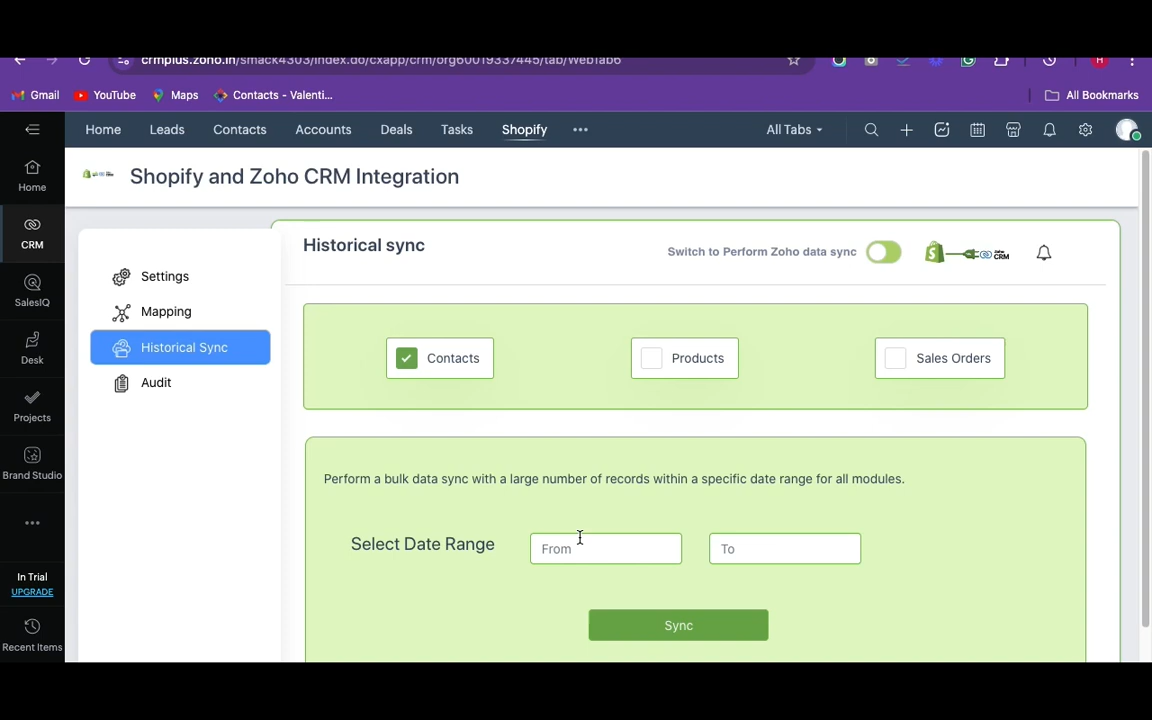 crmplus.zoho.in/smack4303/index.do/cxapp/crm/org60019337445/tab/WebTab6
Gmail YouTube Maps Contacts - Valenti... All Bookmarks
Home Leads Contacts Accounts Deals Tasks Shopify ••• All Tabs
Home
CRM
SalesIQ
Desk
Projects
Brand Studio
In Trial
UPGRADE
Recent Items
Shopify and Zoho CRM Integration
Settings
Mapping
Historical Sync
Audit
Historical sync
Switch to Perform Zoho data sync
CRM
Contacts Products Sales Orders
Perform a bulk data sync with a large number of records within a specific date range for all modules.
Select Date Range From To
Sync